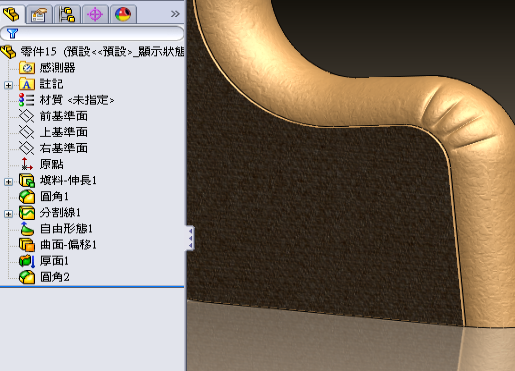 零件15 (預設<<預設>_顯示狀態
感測器
註記
材質 <未指定>
前基準面
上基準面
右基準面
原點
填料-伸長1
圓角1
分割線1
自由形態1
曲面-偏移1
厚面1
圓角2